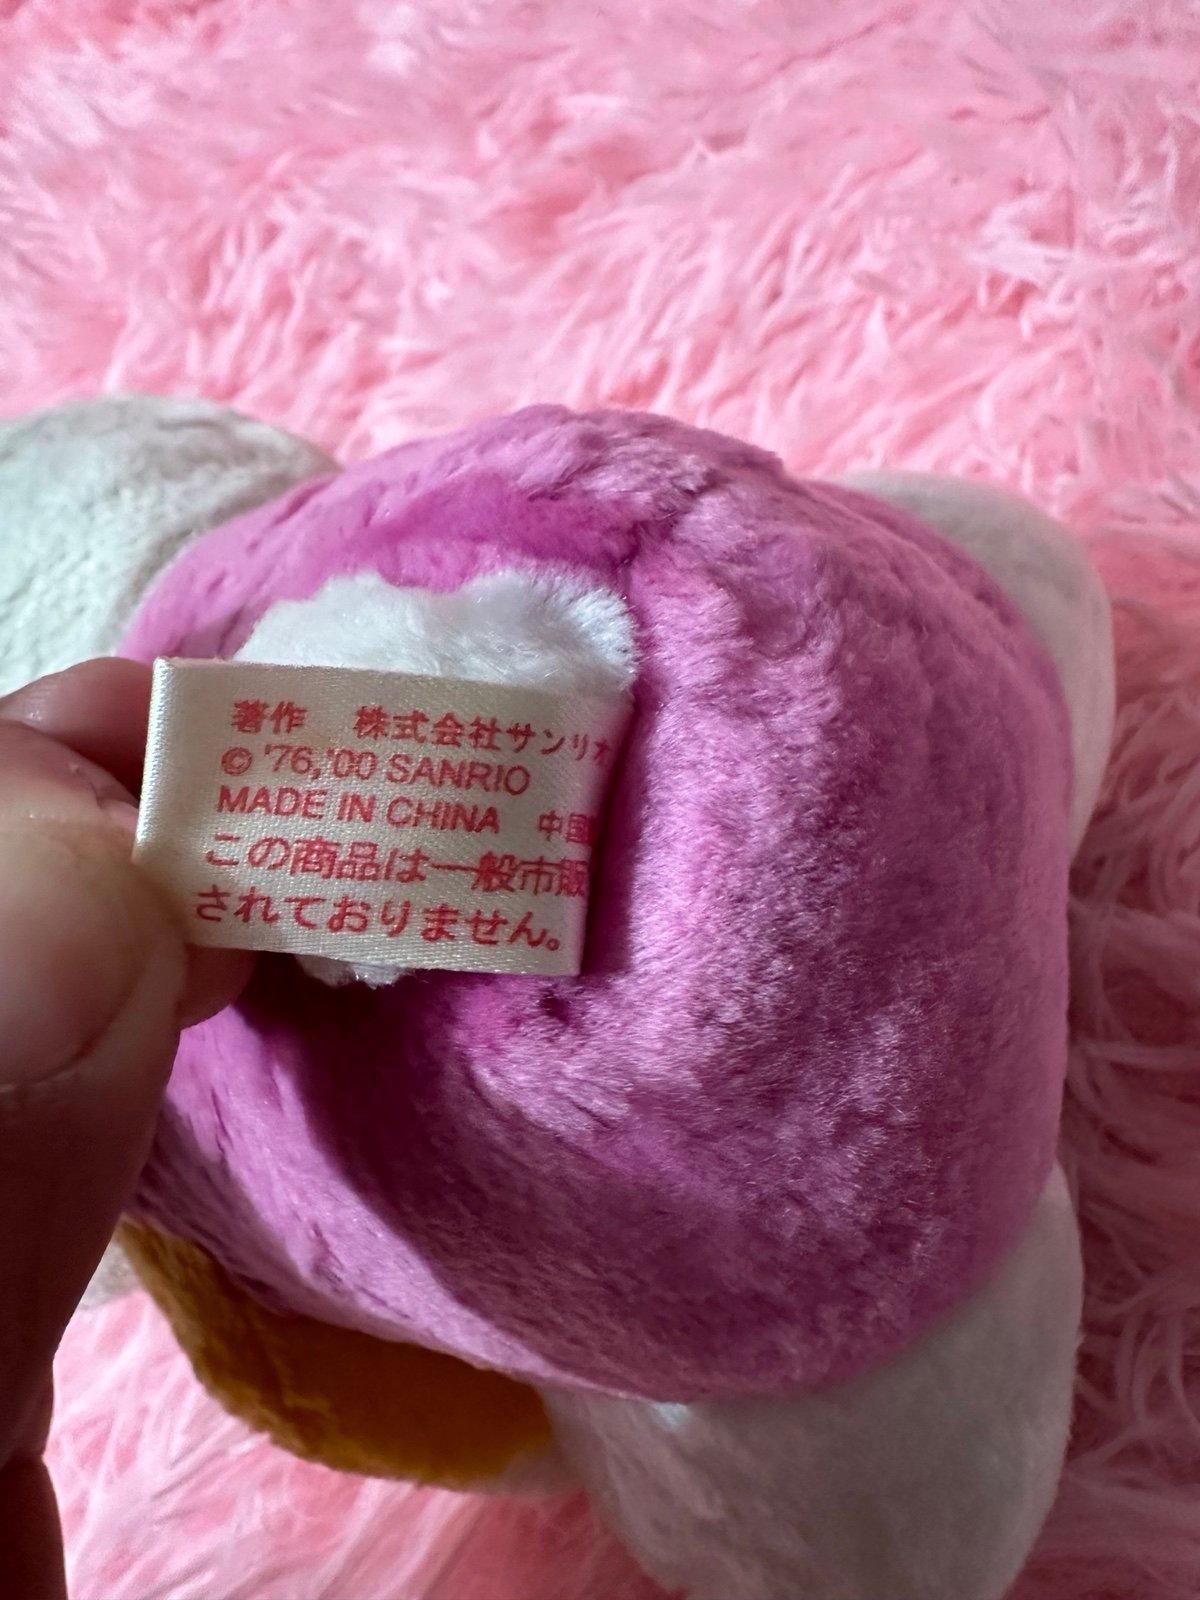 著作 株式会社サンリオ
© '76,'00 SANRIO
MADE IN CHINA 中国
この商品は一般市販
されておりません。